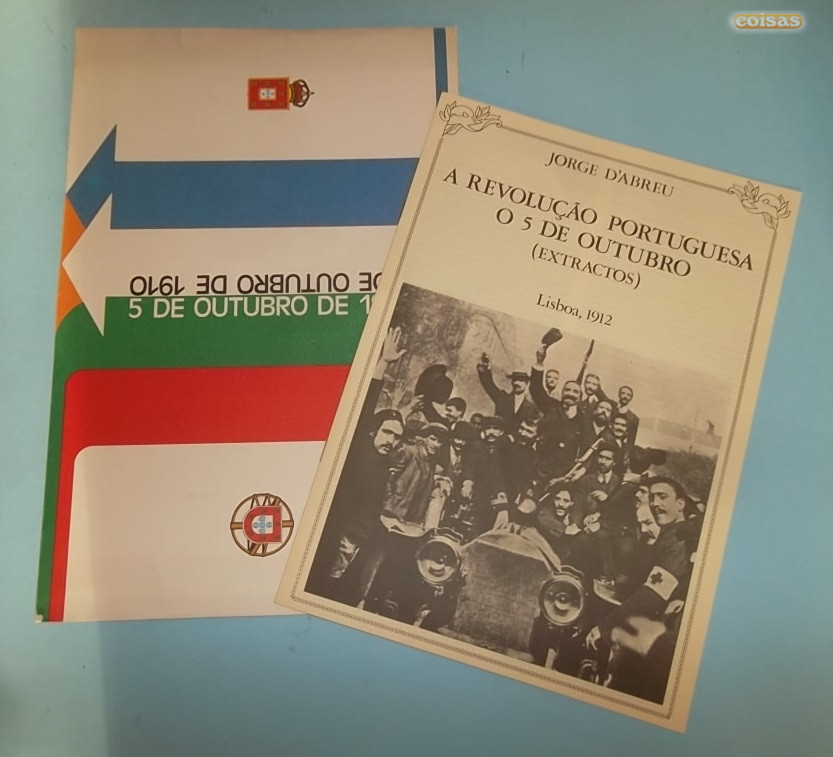 coisas
5 DE OUTUBRO DE 1910
5 DE OUTUBRO DE 1
JORGE D'ABREU
A REVOLUÇÃO PORTUGUESA
O 5 DE OUTUBRO
(EXTRACTOS)
Lisboa, 1912